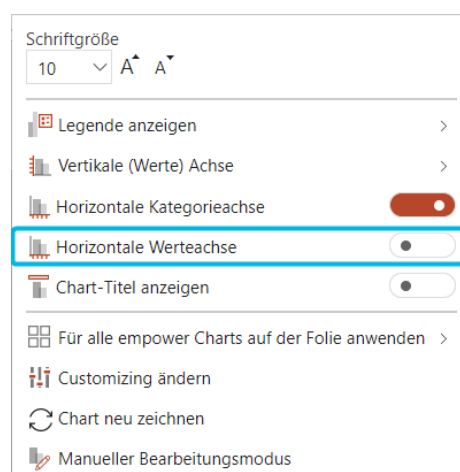 Schriftgröße
10 A A
Legende anzeigen
Vertikale (Werte) Achse
Horizontale Kategorieachse
Horizontale Werteachse
Chart-Titel anzeigen
Für alle empower Charts auf der Folie anwenden
Customizing ändern
Chart neu zeichnen
Manueller Bearbeitungsmodus